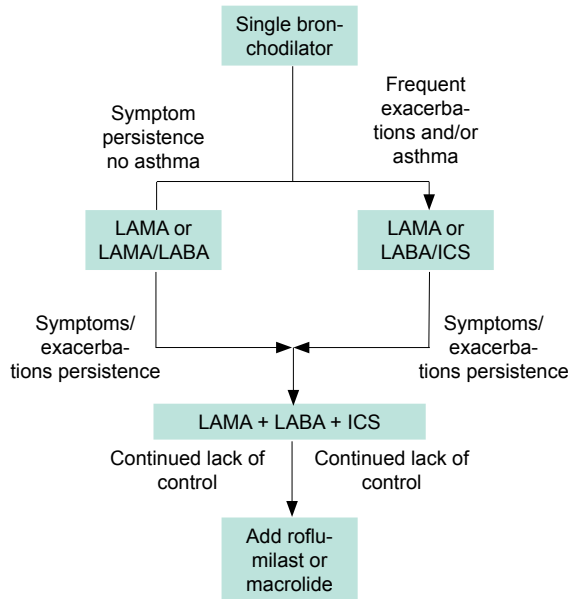 Single bron-
chodilator
Symptom
persistence
no asthma
Frequent
exacerba-
tions and/or
asthma
LAMA or
LAMA/LABA
LAMA or
LABA/ICS
Symptoms/
exacerba-
tions persistence
Symptoms/
exacerba-
tions persistence
LAMA + LABA + ICS
Continued lack of
control
Continued lack of
control
Add roflu-
milast or
macrolide